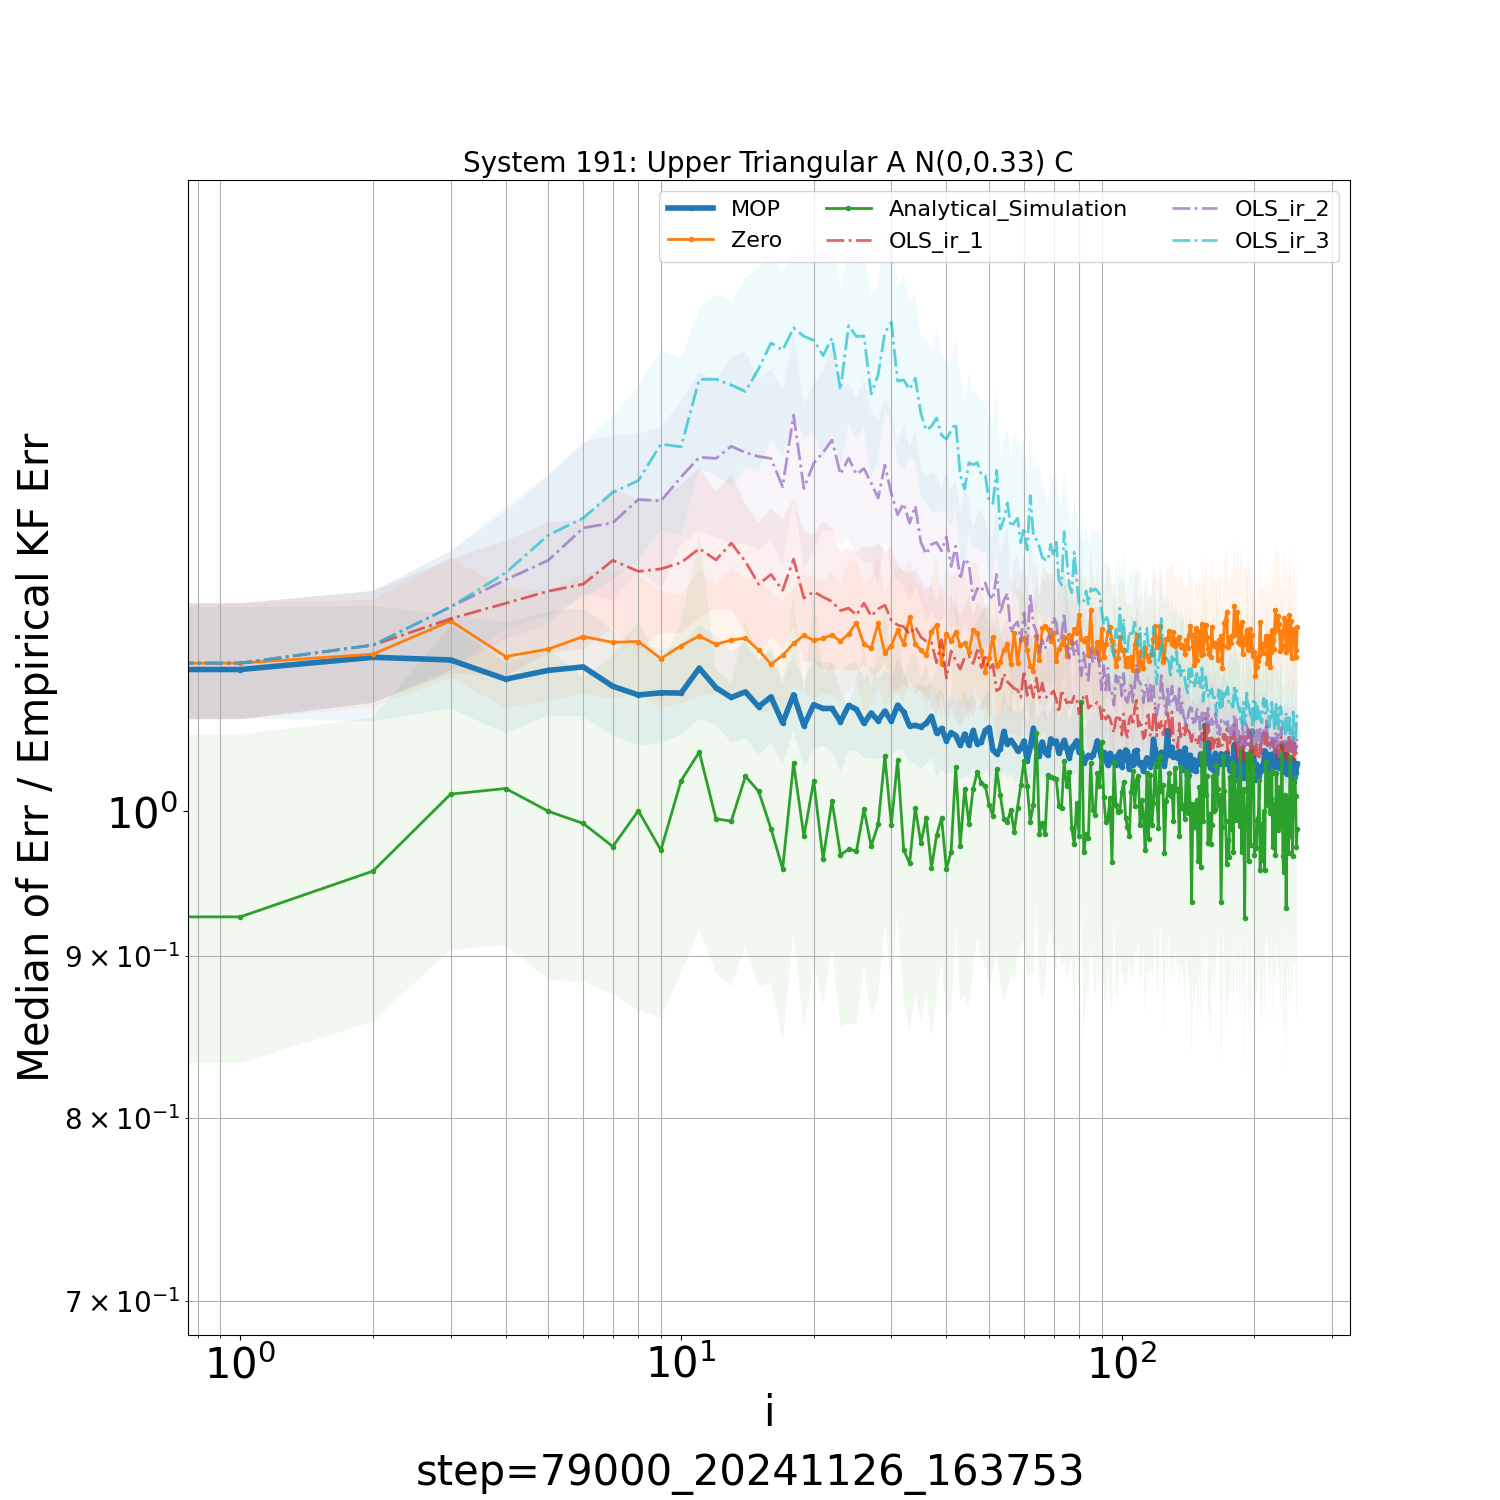 System 191: Upper Triangular A N(0,0.33) C
MOP
Zero
Analytical_Simulation
OLS_ir_1
OLS_ir_2
OLS_ir_3
Median of Err / Empirical KF Err
10⁰
9 × 10⁻¹
8 × 10⁻¹
7 × 10⁻¹
10⁰ 10¹ 10²
i
step=79000_20241126_163753